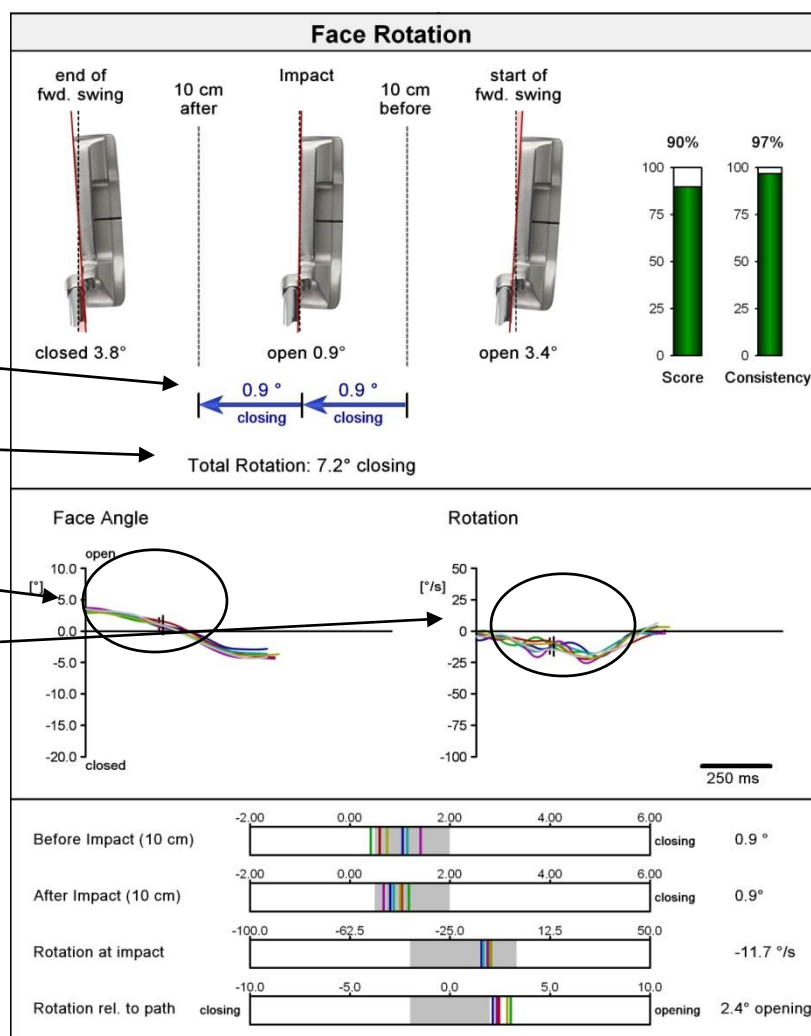 Face Rotation
end of
fwd. swing
10 cm
after
Impact
10 cm
before
start of
fwd. swing
90%
97%
100
75
50
25
0
100
75
50
25
0
Score
Consistency
closed 3.8°
open 0.9°
open 3.4°
0.9 °
closing
0.9 °
closing
Total Rotation: 7.2° closing
Face Angle
open
[°]
10.0
5.0
0.0
-5.0
-10.0
-15.0
-20.0
closed
Rotation
[°/s]
50
25
0
-25
-50
-75
-100
250 ms
-2.00 0.00 2.00 4.00 6.00
Before Impact (10 cm) closing 0.9 °
-2.00 0.00 2.00 4.00 6.00
After Impact (10 cm) closing 0.9°
-100.0 -62.5 -25.0 12.5 50.0
Rotation at impact -11.7 °/s
-10.0 -5.0 0.0 5.0 10.0
Rotation rel. to path closing opening 2.4° opening